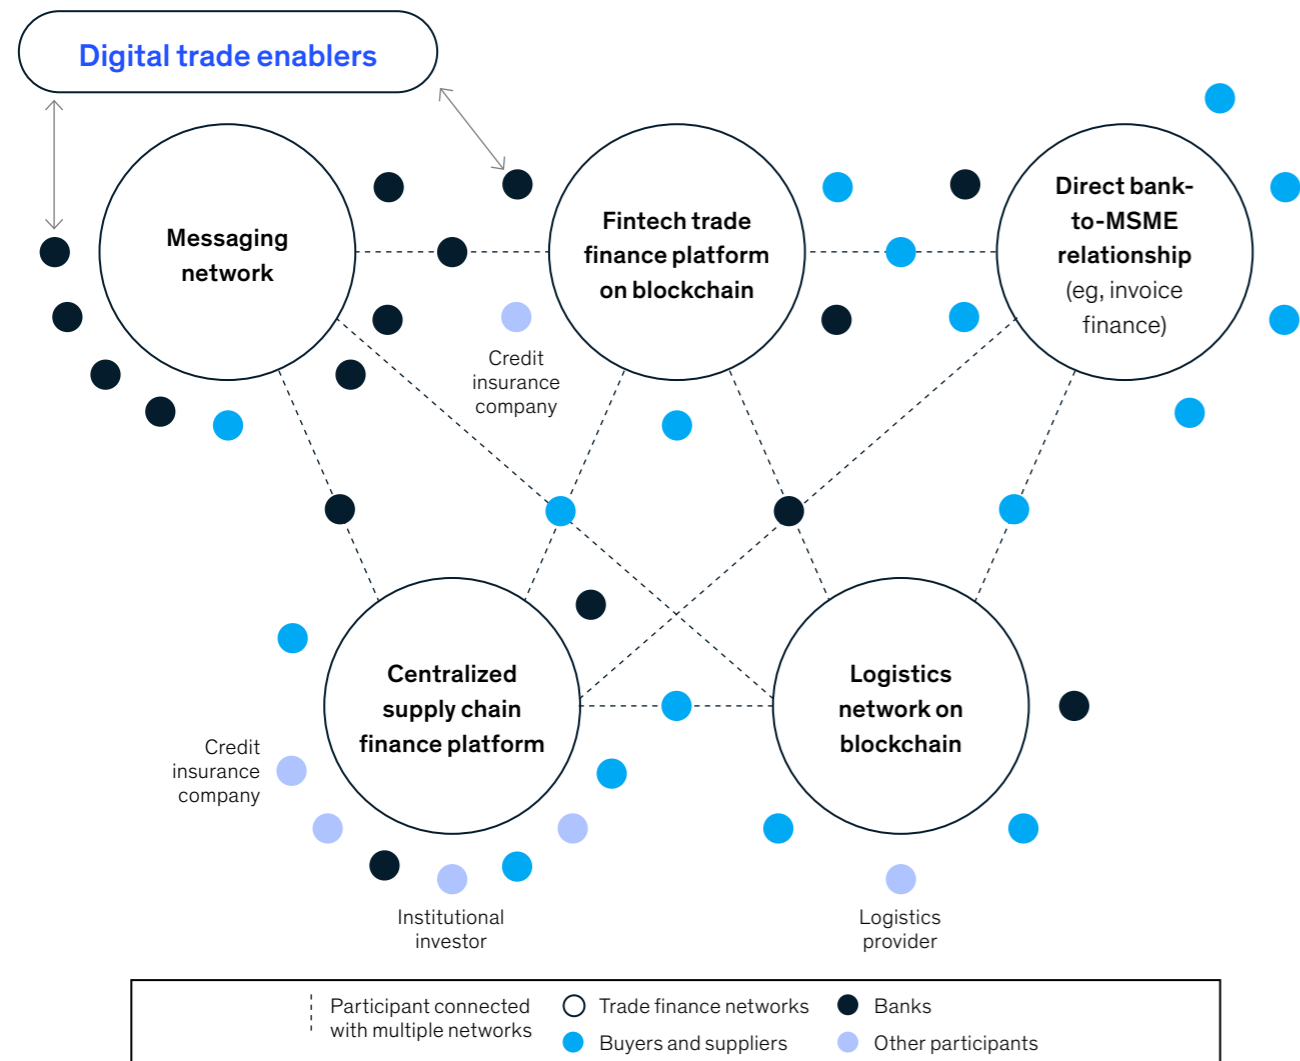 Digital trade enablers
Messaging
network
Fintech trade
finance platform
on blockchain
Direct bank-
to-MSME
relationship
(eg, invoice
finance)
Credit
insurance
company
Centralized
supply chain
finance platform
Logistics
network on
blockchain
Credit
insurance
company
Institutional
investor
Logistics
provider
Participant connected
with multiple networks
Trade finance networks
Banks
Buyers and suppliers
Other participants